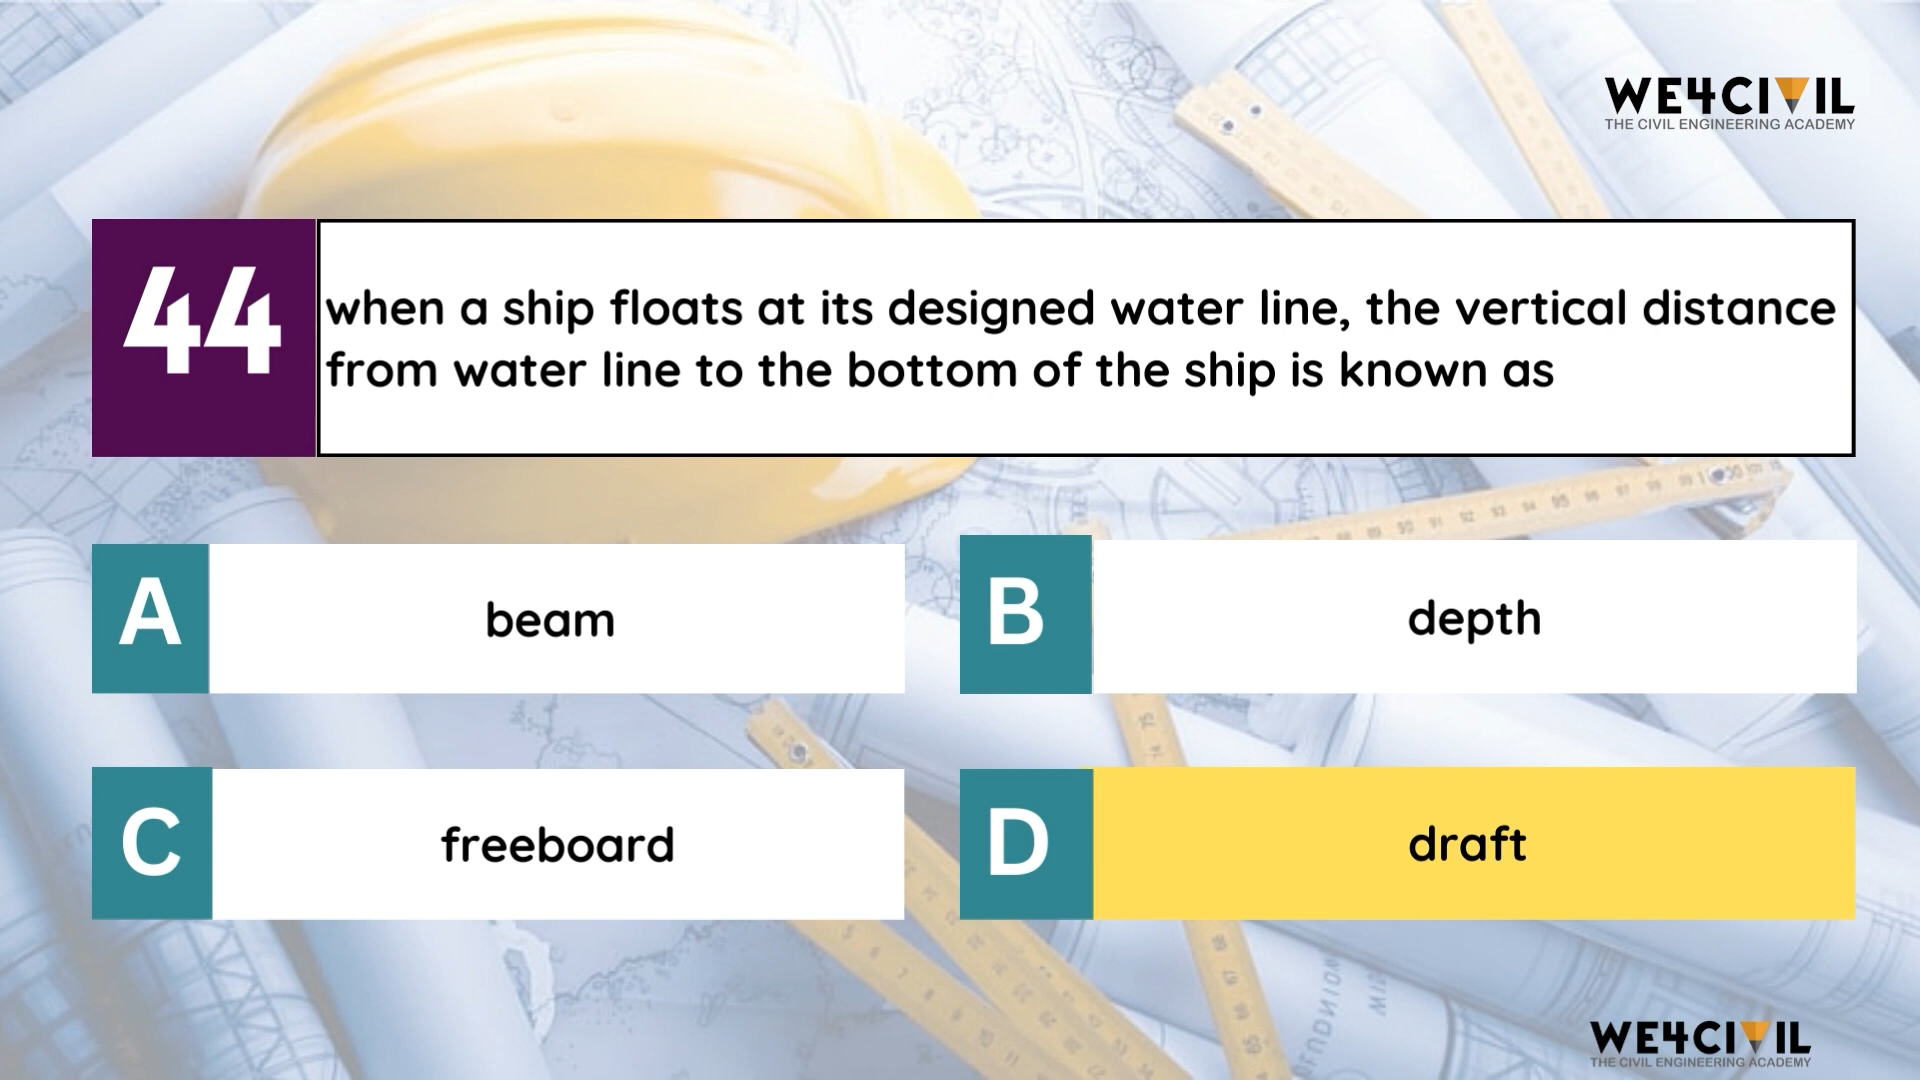 WE4CIVIL
THE CIVIL ENGINEERING ACADEMY
44
when a ship floats at its designed water line, the vertical distance
from water line to the bottom of the ship is known as
A
beam
B
depth
C
freeboard
D
draft
WE4CIVIL
THE CIVIL ENGINEERING ACADEMY